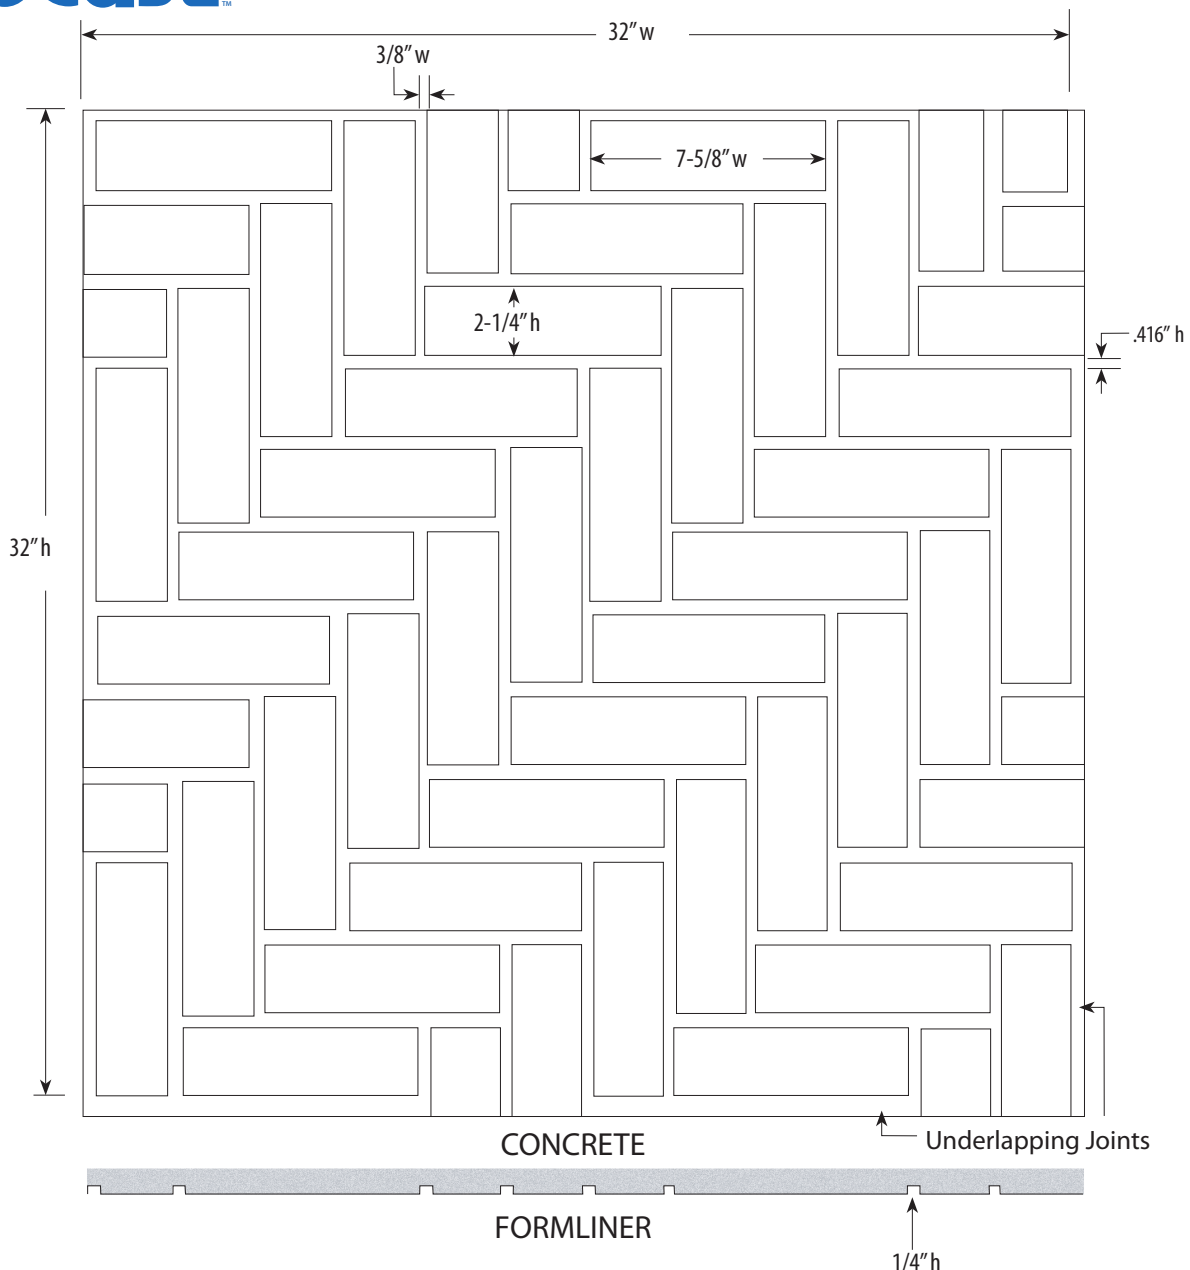 32” w
3/8” w
7-5/8” w
2-1/4” h
.416” h
32” h
CONCRETE
Underlapping Joints
FORMLINER
1/4” h